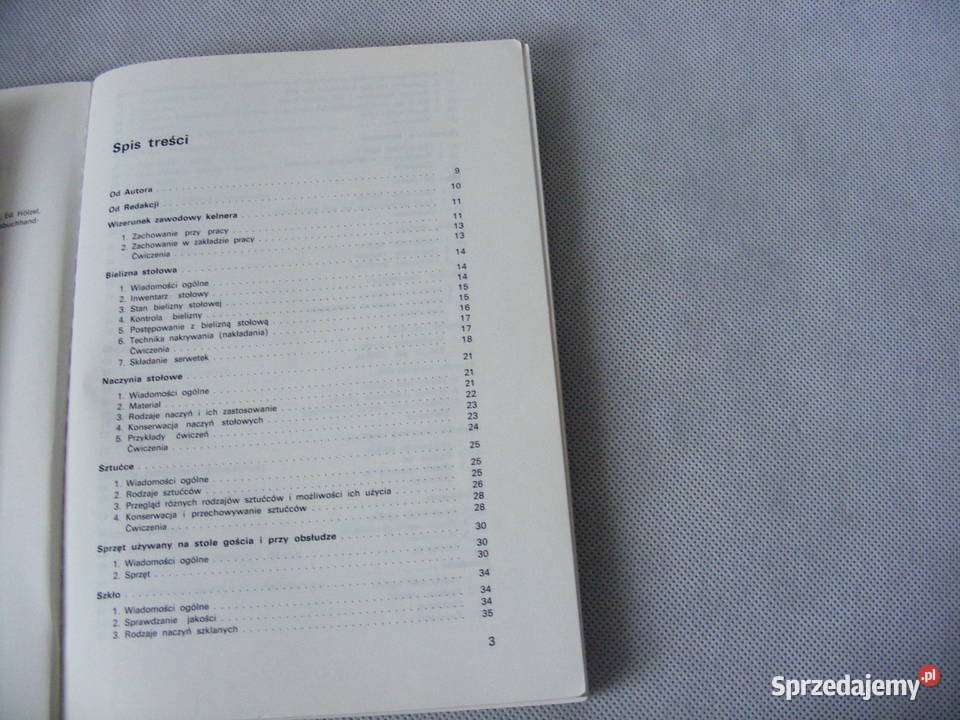 Ed. Hölzel,
Spis treści
Od Autora 9
Od Redakcji 10
Wizerunek zawodowy kelnera 11
1. Zachowanie przy pracy 11
2. Zachowanie w zakładzie pracy 13
Ćwiczenia 13
Bielizna stołowa 14
1. Wiadomości ogólne 14
2. Inwentarz stołowy 14
3. Stan bielizny stołowej 15
4. Kontrola bielizny 15
5. Postępowanie z bielizną stołową 16
6. Technika nakrywania (nakładania) 17
Ćwiczenia 17
7. Składanie serwetek 18
Naczynia stołowe 21
1. Wiadomości ogólne 21
2. Materiał 21
3. Rodzaje naczyń i ich zastosowanie 22
4. Konserwacja naczyń stołowych 23
5. Przykłady ćwiczeń 23
Ćwiczenia 24
Sztućce 25
1. Wiadomości ogólne 25
2. Rodzaje sztućców 25
3. Przegląd różnych rodzajów sztućców i możliwości ich użycia 26
4. Konserwacja i przechowywanie sztućców 28
Ćwiczenia 28
Sprzęt używany na stole gościa i przy obsłudze 30
1. Wiadomości ogólne 30
2. Sprzęt 30
Szkło 34
1. Wiadomości ogólne 34
2. Sprawdzanie jakości 34
3. Rodzaje naczyń szklanych 35
3
Sprzedajemy.pl